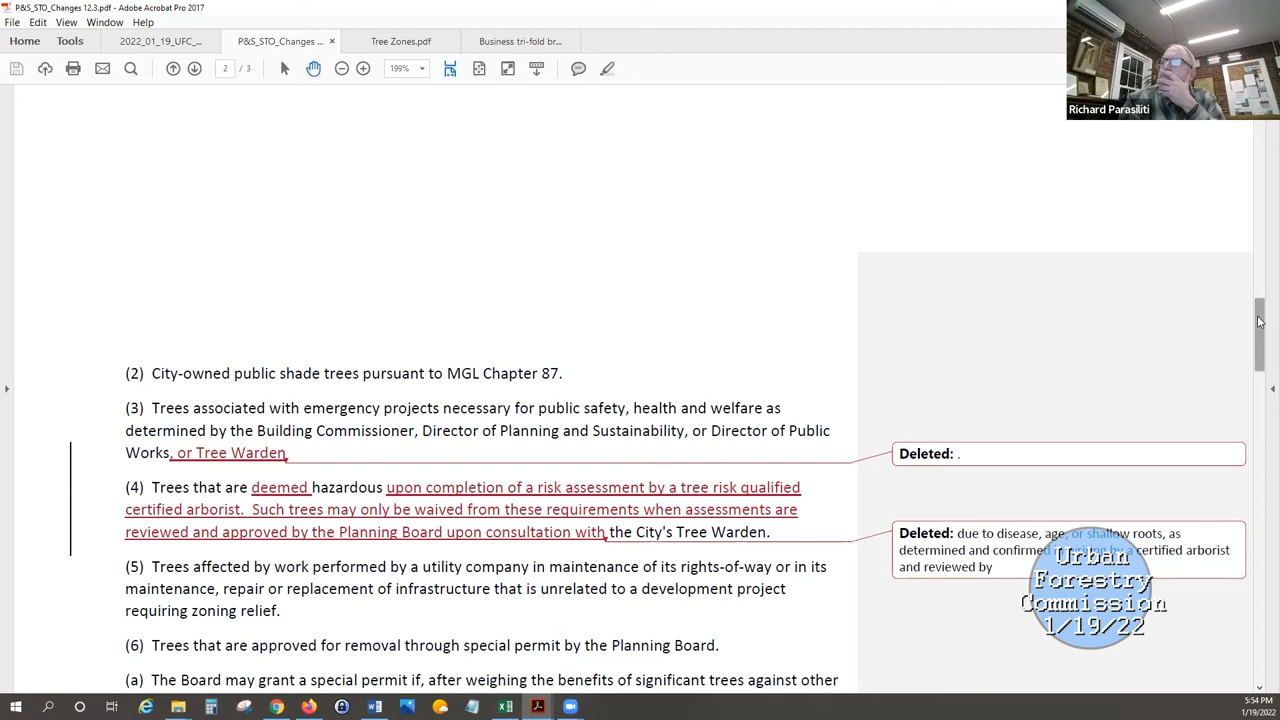 P&S_STO_Changes 12.3.pdf - Adobe Acrobat Pro 2017
File Edit View Window Help
Home Tools 2022_01_19_UFC_... P&S_STO_Changes ... × Tree Zones.pdf Business tri-fold br...
2 / 3 199%
Richard Parasiliti
(2) City-owned public shade trees pursuant to MGL Chapter 87.
(3) Trees associated with emergency projects necessary for public safety, health and welfare as
determined by the Building Commissioner, Director of Planning and Sustainability, or Director of Public
Works, or Tree Warden
Deleted: .
(4) Trees that are deemed hazardous upon completion of a risk assessment by a tree risk qualified
certified arborist. Such trees may only be waived from these requirements when assessments are
reviewed and approved by the Planning Board upon consultation with the City's Tree Warden.
Deleted: due to disease, age, or shallow roots, as
determined and confirmed by a certified arborist
and reviewed by
(5) Trees affected by work performed by a utility company in maintenance of its rights-of-way or in its
maintenance, repair or replacement of infrastructure that is unrelated to a development project
requiring zoning relief.
Urban
Forestry
Commission
1/19/22
(6) Trees that are approved for removal through special permit by the Planning Board.
(a) The Board may grant a special permit if, after weighing the benefits of significant trees against other
5:54 PM
1/19/2022